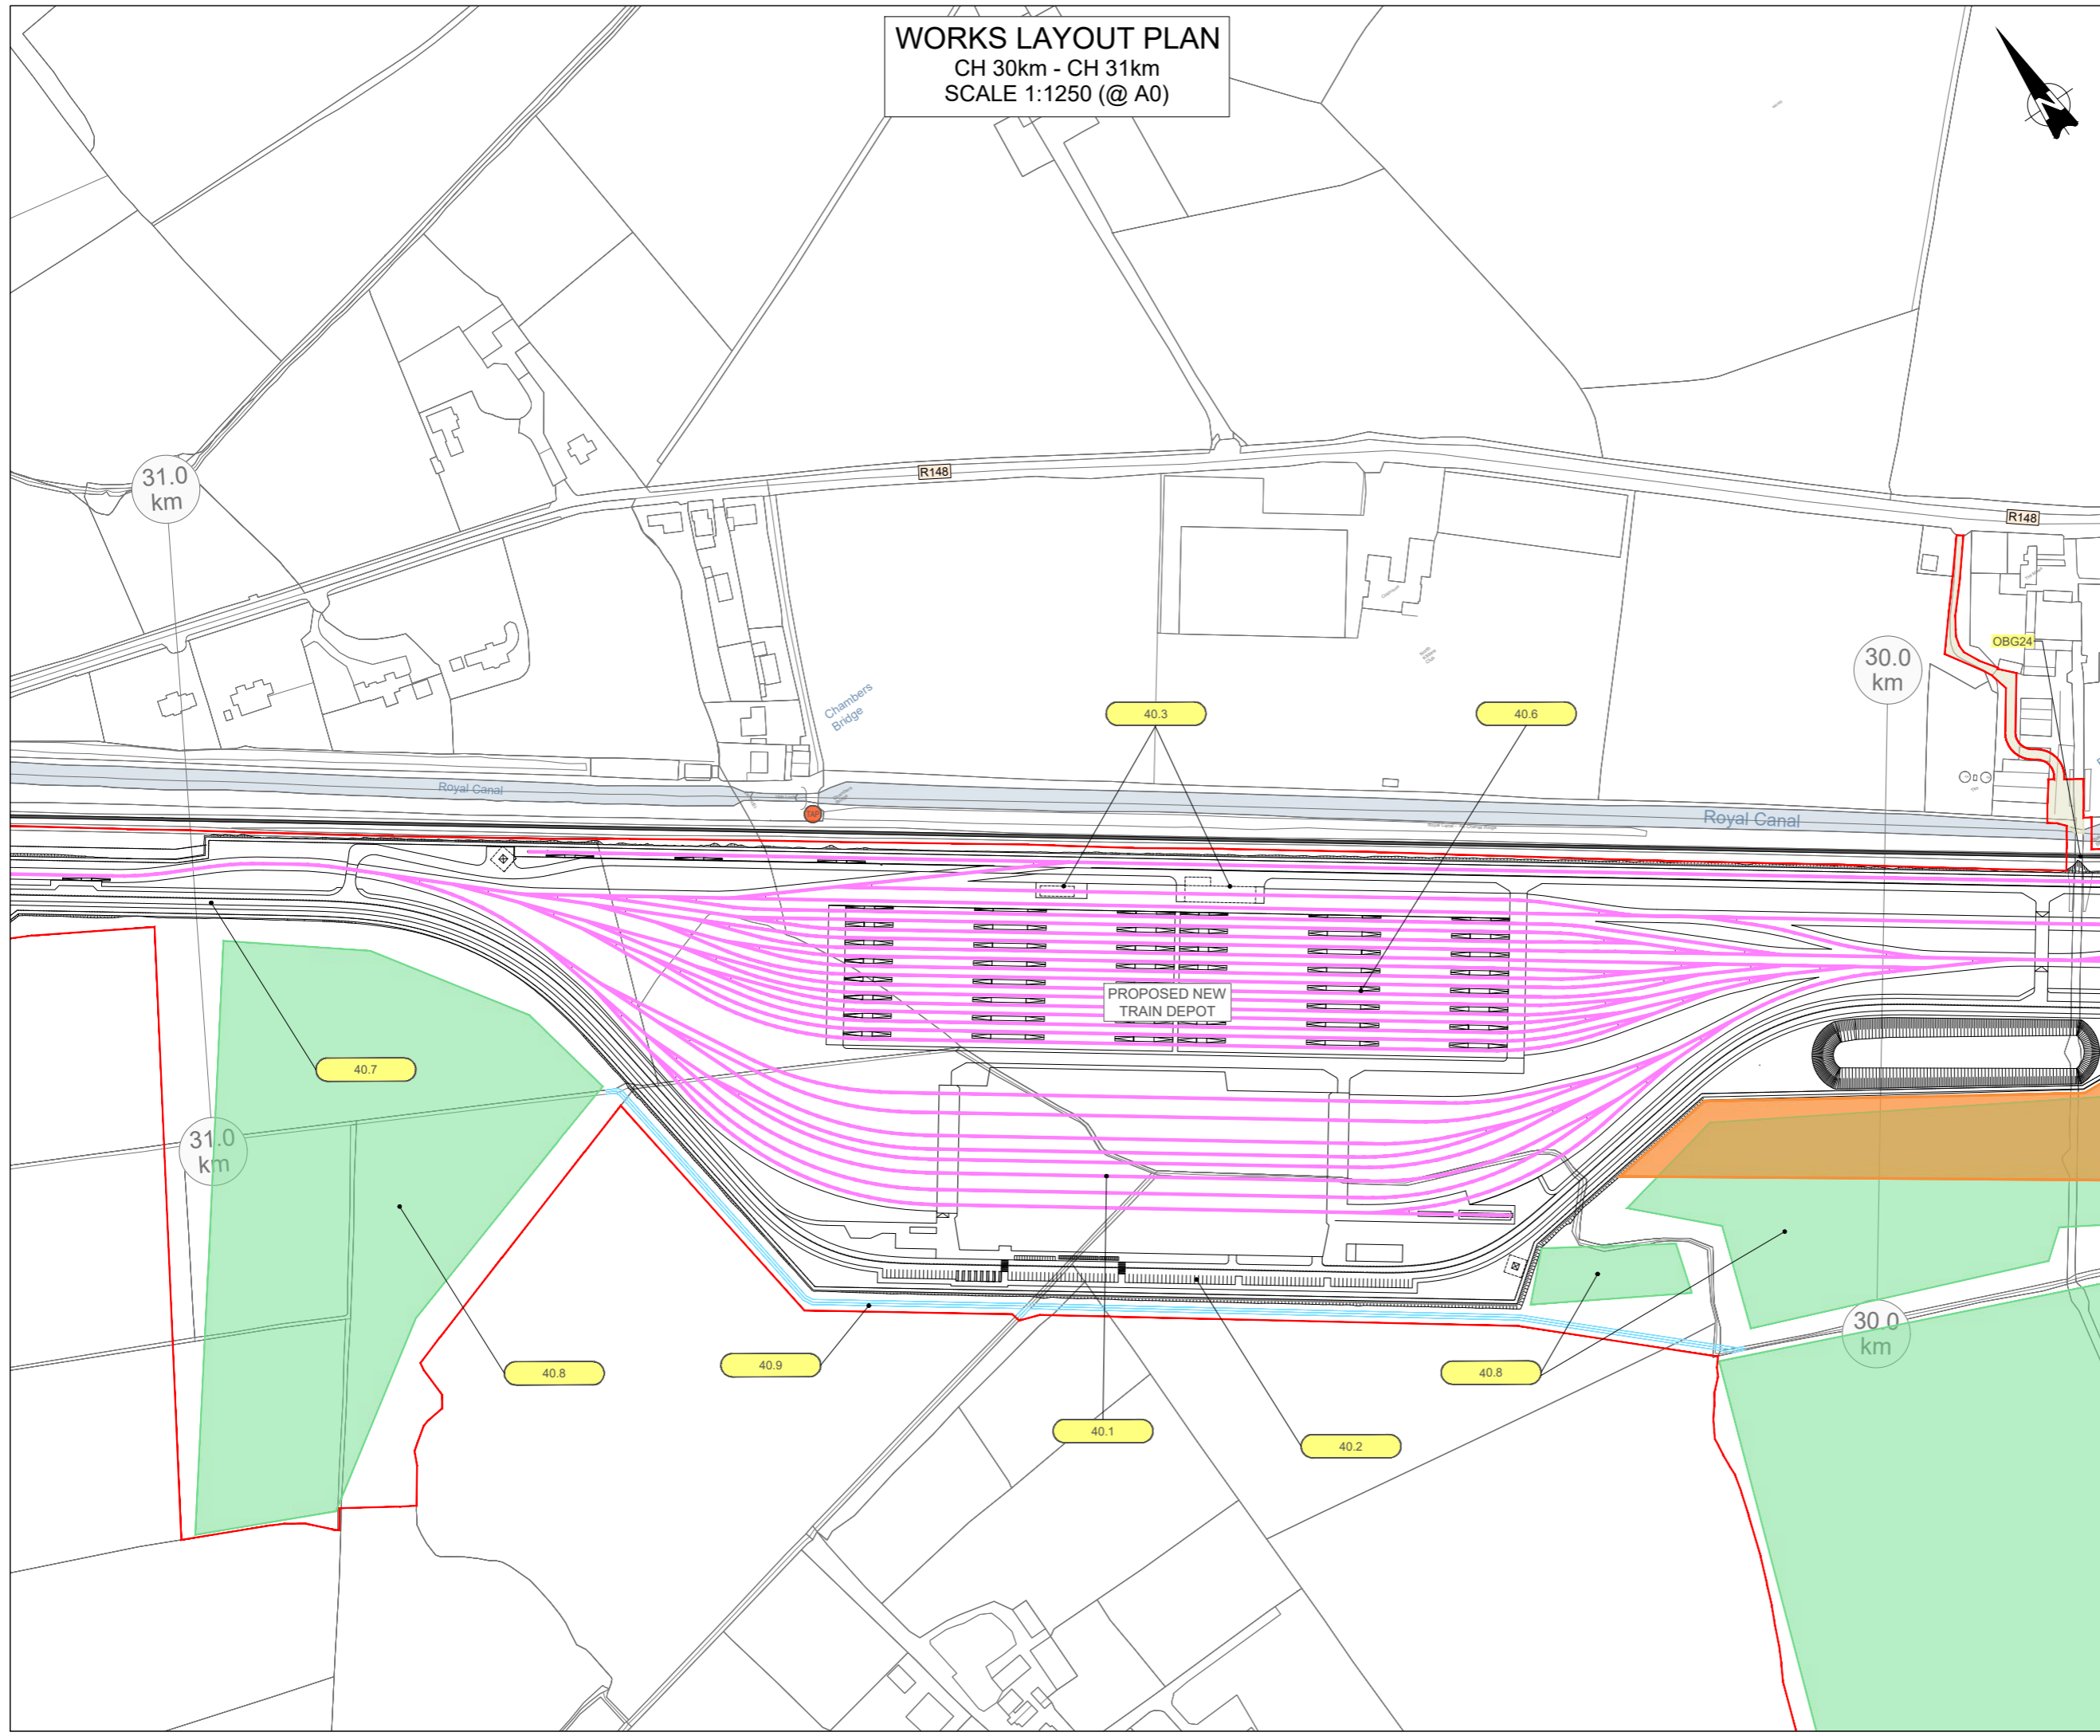 WORKS LAYOUT PLAN
CH 30km - CH 31km
SCALE 1:1250 (@ A0)
31.0
km
R148
R148
OBG24
30.0
km
Chambers
Bridge
40.3
40.6
Royal Canal
TAP
Royal Canal
PROPOSED NEW
TRAIN DEPOT
40.7
31.0
km
30.0
km
40.8
40.9
40.8
40.1
40.2